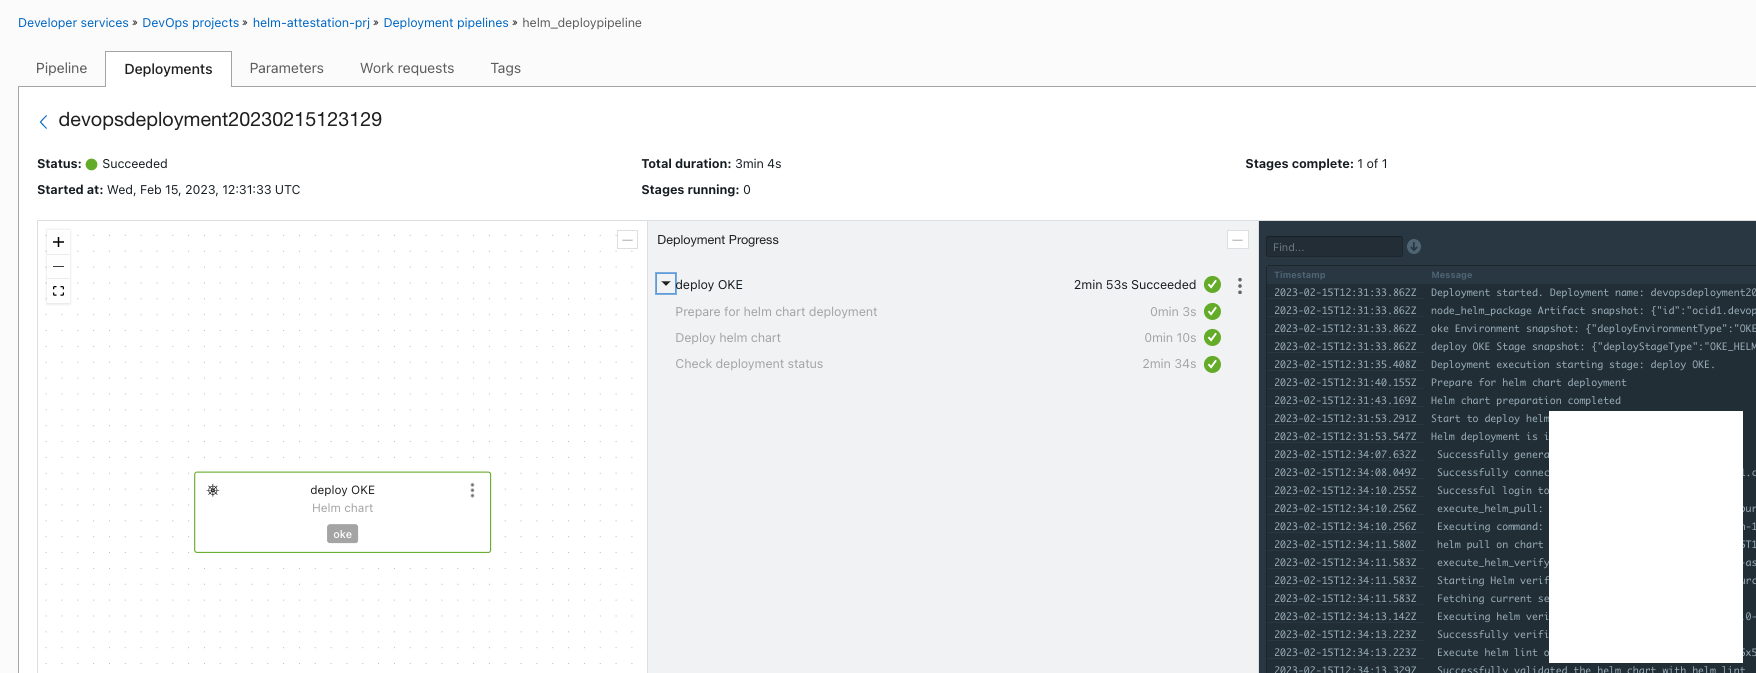 Developer services » DevOps projects » helm-attestation-prj » Deployment pipelines » helm_deploypipeline
Pipeline Deployments Parameters Work requests Tags
devopsdeployment20230215123129
Status: Succeeded Total duration: 3min 4s Stages complete: 1 of 1
Started at: Wed, Feb 15, 2023, 12:31:33 UTC Stages running: 0
deploy OKE
Helm chart
oke
Deployment Progress
deploy OKE 2min 53s Succeeded
Prepare for helm chart deployment 0min 3s
Deploy helm chart 0min 10s
Check deployment status 2min 34s
Find...
Timestamp Message
2023-02-15T12:31:33.862Z Deployment started. Deployment name: devopsdeployment20
2023-02-15T12:31:33.862Z node_helm_package Artifact snapshot: {"id":"ocid1.devop
2023-02-15T12:31:33.862Z oke Environment snapshot: {"deployEnvironmentType":"OKE
2023-02-15T12:31:33.862Z deploy OKE Stage snapshot: {"deployStageType":"OKE_HELM
2023-02-15T12:31:35.408Z Deployment execution starting stage: deploy OKE.
2023-02-15T12:31:40.155Z Prepare for helm chart deployment
2023-02-15T12:31:43.169Z Helm chart preparation completed
2023-02-15T12:31:53.291Z Start to deploy helm
2023-02-15T12:31:53.547Z Helm deployment is i
2023-02-15T12:34:07.632Z Successfully genera
2023-02-15T12:34:08.049Z Successfully connec
2023-02-15T12:34:10.255Z Successful login to
2023-02-15T12:34:10.256Z execute_helm_pull:
2023-02-15T12:34:10.256Z Executing command:
2023-02-15T12:34:11.580Z helm pull on chart
2023-02-15T12:34:11.583Z execute_helm_verify
2023-02-15T12:34:11.583Z Starting Helm verif
2023-02-15T12:34:11.583Z Fetching current se
2023-02-15T12:34:13.142Z Executing helm veri
2023-02-15T12:34:13.223Z Successfully verifi
2023-02-15T12:34:13.223Z Execute helm lint o
2023-02-15T12:34:13.329Z Successfully validated the helm chart with helm lint